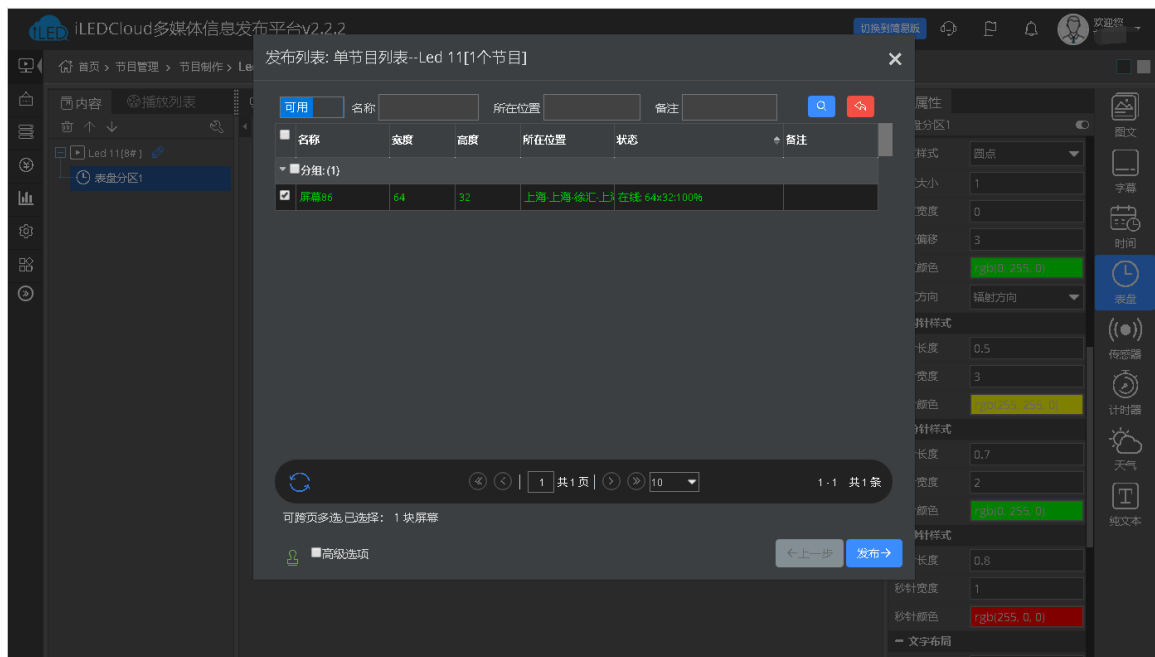 iLED iLEDCloud多媒体信息发布平台v2.2.2
切换到简易版
欢迎您
首页 > 节目管理 > 节目制作 > Le
发布列表: 单节目列表--Led 11[1个节目]
内容 播放列表
Led 11(8#)
表盘分区1
可用 名称 所在位置 备注
名称 宽度 高度 所在位置 状态 备注
分组:(1)
屏幕86 64 32 上海-上海-徐汇-上 在线: 64x32:100%
1 共1页 10
1 - 1 共1条
可跨页多选,已选择: 1 块屏幕
高级选项
←上一步 发布→
属性
盘分区1
样式 圆点
大小 1
宽度 0
偏移 3
颜色 rgb(0, 255, 0)
方向 辐射方向
针样式
长度 0.5
宽度 3
颜色 rgb(255, 255, 0)
针样式
长度 0.7
宽度 2
颜色 rgb(0, 255, 0)
针样式
长度 0.8
秒针宽度 1
秒针颜色 rgb(255, 0, 0)
文字布局
图文
字幕
时间
表盘
传感器
计时器
天气
纯文本